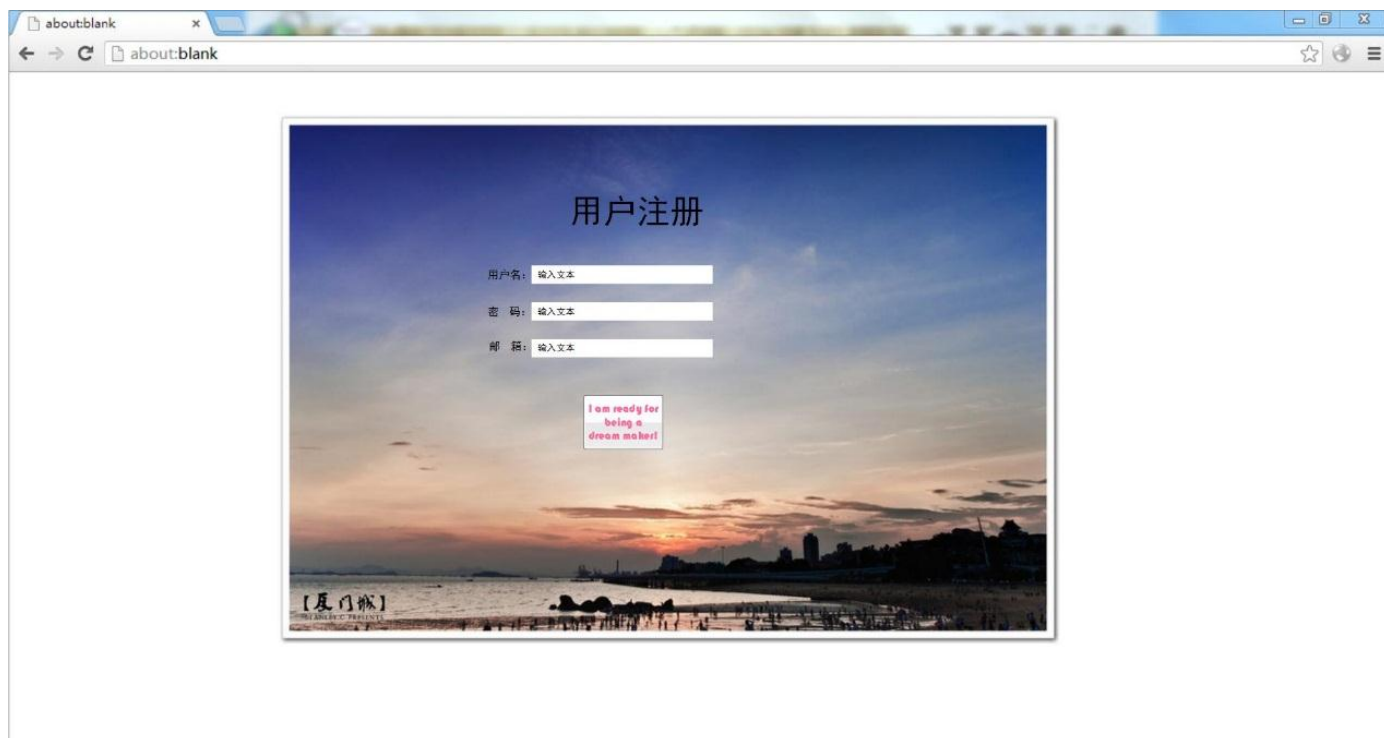 about:blank
about:blank
用户注册
用户名：
输入文本
密 码：
输入文本
邮 箱：
输入文本
I am ready for
being a
dream maker!
【厦门城】